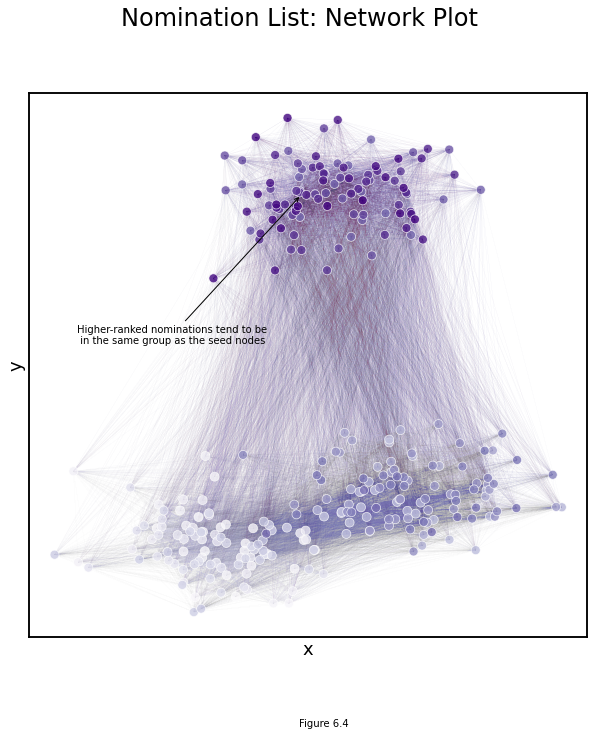 Nomination List: Network Plot
Higher-ranked nominations tend to be
in the same group as the seed nodes
y
x
Figure 6.4